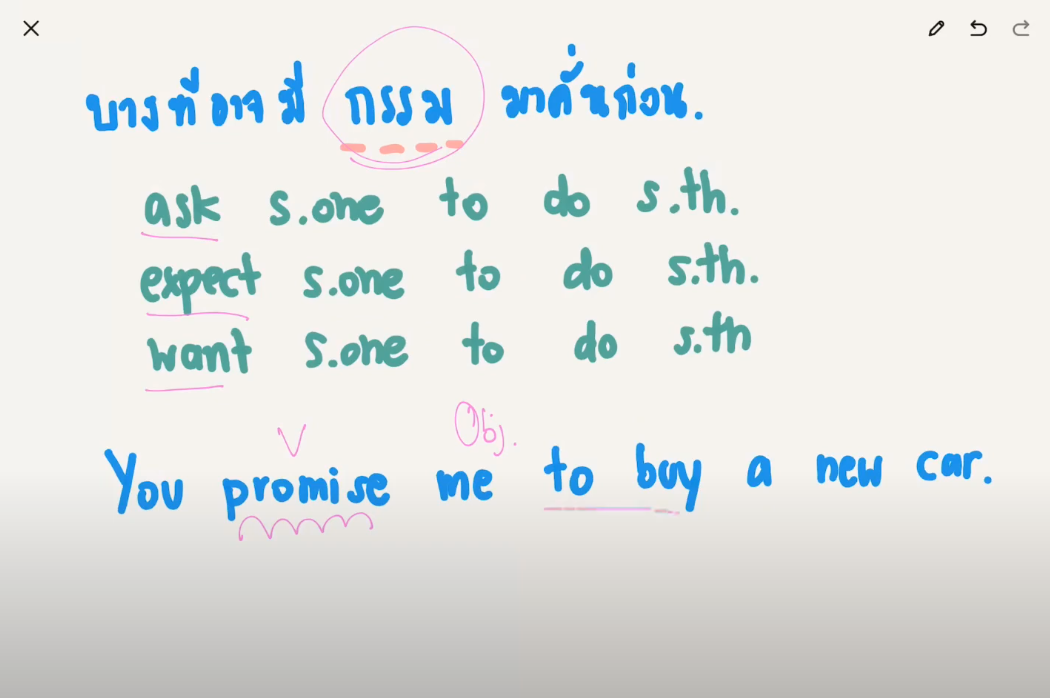 บางทีอาจมี กรรม มาคั่นก่อน.
ask s.one to do s.th.
expect s.one to do s.th.
want s.one to do s.th
V Obj.
You promise me to buy a new car.